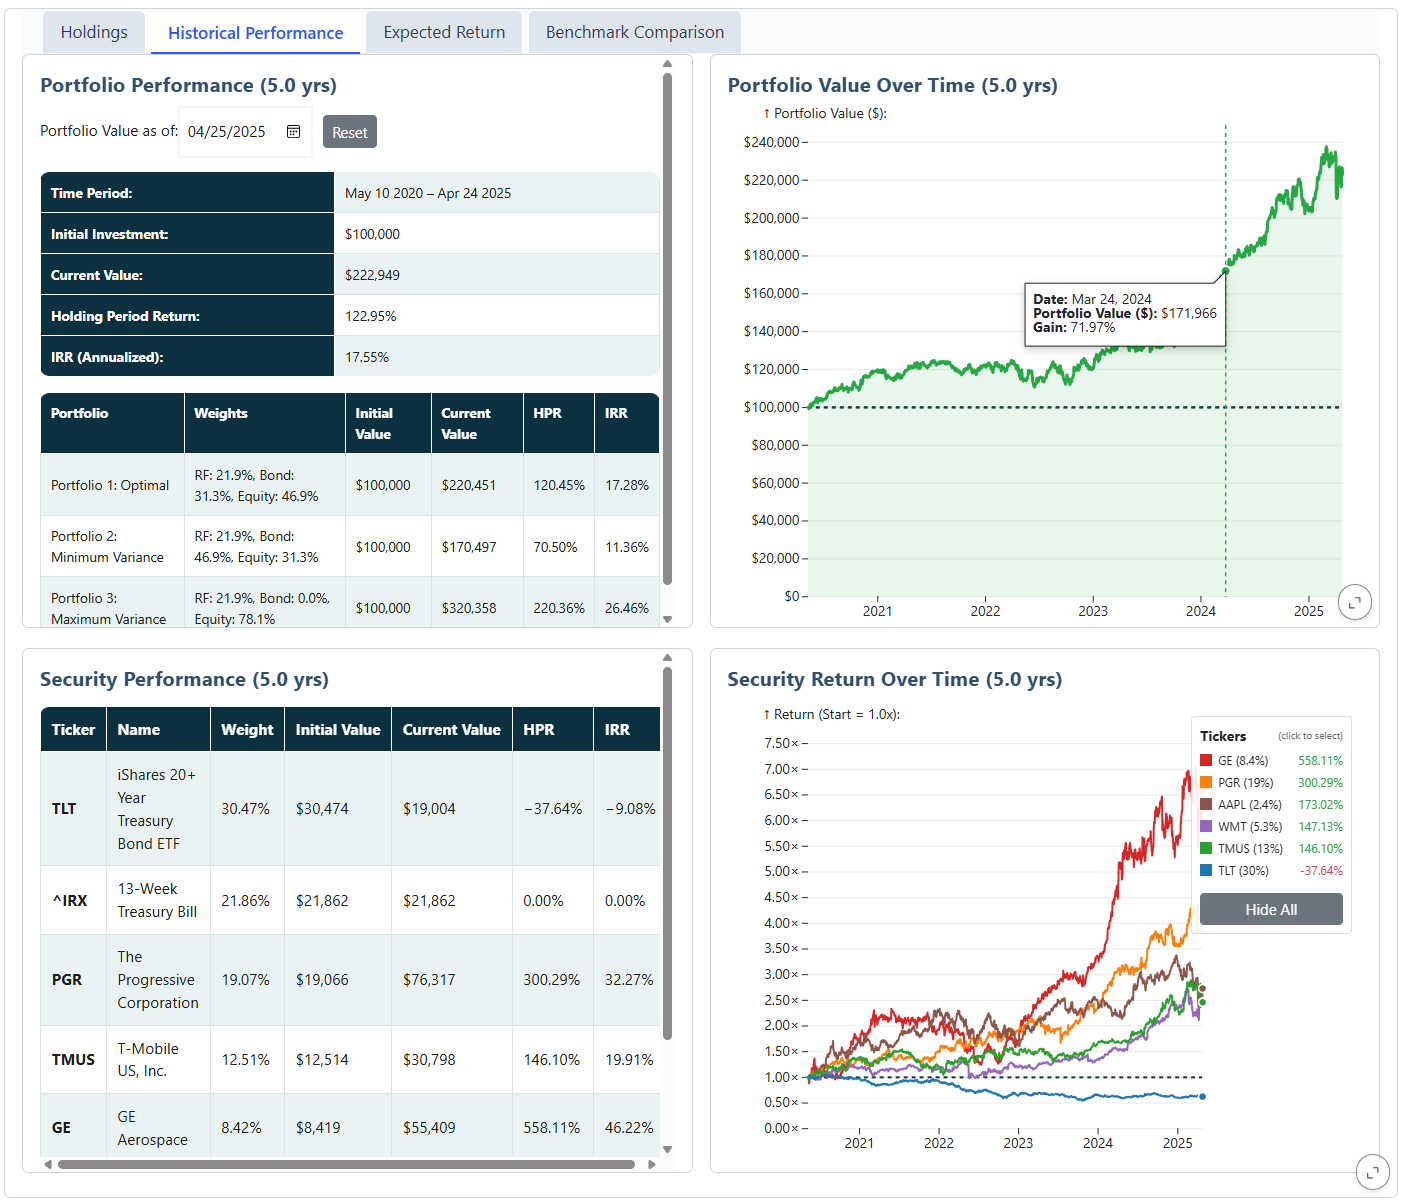 Holdings
Historical Performance
Expected Return
Benchmark Comparison
Portfolio Performance (5.0 yrs)
Portfolio Value as of: 04/25/2025 Reset
Time Period: May 10 2020 – Apr 24 2025
Initial Investment: $100,000
Current Value: $222,949
Holding Period Return: 122.95%
IRR (Annualized): 17.55%
Portfolio Weights Initial Value Current Value HPR IRR
Portfolio 1: Optimal RF: 21.9%, Bond: 31.3%, Equity: 46.9% $100,000 $220,451 120.45% 17.28%
Portfolio 2: Minimum Variance RF: 21.9%, Bond: 46.9%, Equity: 31.3% $100,000 $170,497 70.50% 11.36%
Portfolio 3: Maximum Variance RF: 21.9%, Bond: 0.0%, Equity: 78.1% $100,000 $320,358 220.36% 26.46%
Portfolio Value Over Time (5.0 yrs)
↑ Portfolio Value ($):
$240,000
$220,000
$200,000
$180,000
$160,000
$140,000
$120,000
$100,000
$80,000
$60,000
$40,000
$20,000
$0
Date: Mar 24, 2024
Portfolio Value ($): $171,966
Gain: 71.97%
2021 2022 2023 2024 2025
Security Performance (5.0 yrs)
Ticker Name Weight Initial Value Current Value HPR IRR
TLT iShares 20+ Year Treasury Bond ETF 30.47% $30,474 $19,004 −37.64% −9.08%
^IRX 13-Week Treasury Bill 21.86% $21,862 $21,862 0.00% 0.00%
PGR The Progressive Corporation 19.07% $19,066 $76,317 300.29% 32.27%
TMUS T-Mobile US, Inc. 12.51% $12,514 $30,798 146.10% 19.91%
GE GE Aerospace 8.42% $8,419 $55,409 558.11% 46.22%
Security Return Over Time (5.0 yrs)
↑ Return (Start = 1.0x):
7.50×
7.00×
6.50×
6.00×
5.50×
5.00×
4.50×
4.00×
3.50×
3.00×
2.50×
2.00×
1.50×
1.00×
0.50×
0.00×
2021 2022 2023 2024 2025
Tickers (click to select)
GE (8.4%) 558.11%
PGR (19%) 300.29%
AAPL (2.4%) 173.02%
WMT (5.3%) 147.13%
TMUS (13%) 146.10%
TLT (30%) -37.64%
Hide All